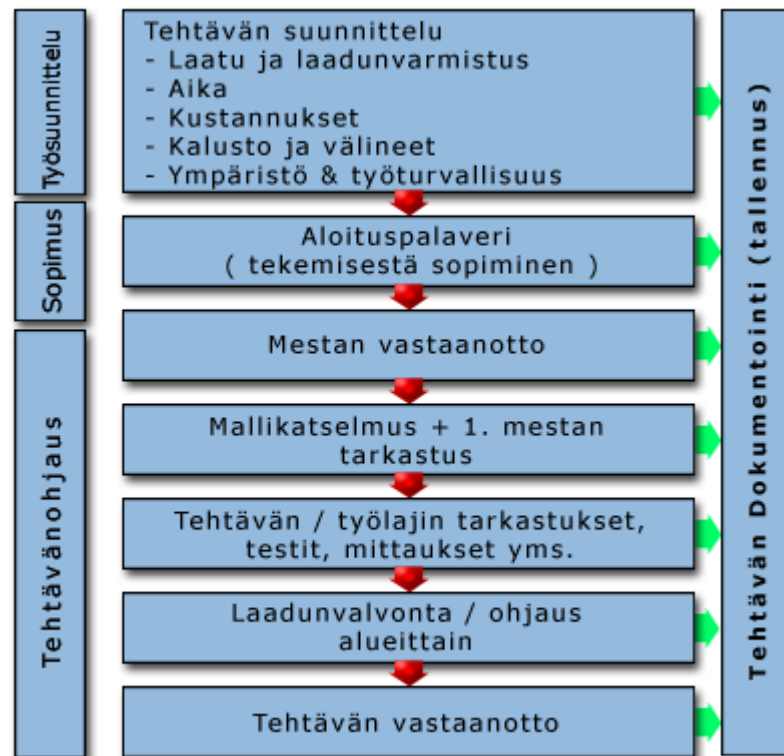 Työsuunnittelu
Tehtävän suunnittelu
- Laatu ja laadunvarmistus
- Aika
- Kustannukset
- Kalusto ja välineet
- Ympäristö & työturvallisuus
Sopimus
Aloituspalaveri
( tekemisestä sopiminen )
Tehtävänohjaus
Mestan vastaanotto
Mallikatselmus + 1. mestan
tarkastus
Tehtävän / työlajin tarkastukset,
testit, mittaukset yms.
Laadunvalvonta / ohjaus
alueittain
Tehtävän vastaanotto
Tehtävän Dokumentointi (tallennus)